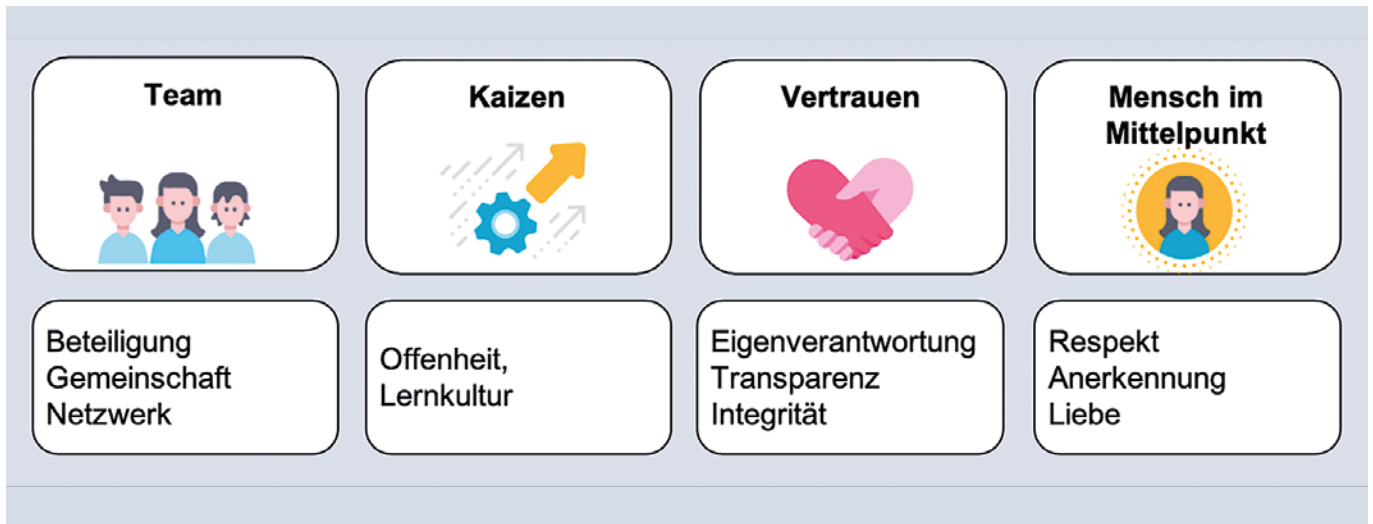 Team
Beteiligung
Gemeinschaft
Netzwerk
Kaizen
Offenheit,
Lernkultur
Vertrauen
Eigenverantwortung
Transparenz
Integrität
Mensch im
Mittelpunkt
Respekt
Anerkennung
Liebe